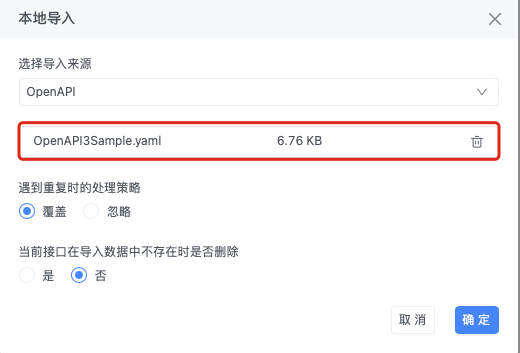 本地导入
选择导入来源
OpenAPI
OpenAPI3Sample.yaml 6.76 KB
遇到重复时的处理策略
覆盖 忽略
当前接口在导入数据中不存在时是否删除
是 否
取 消 确 定